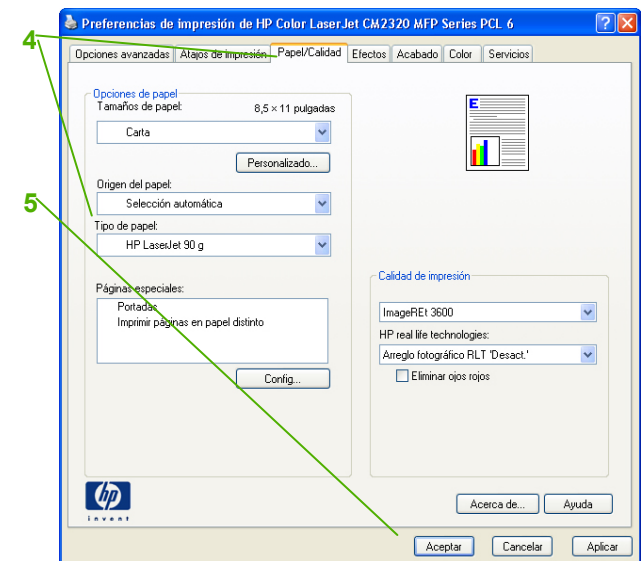 Preferencias de impresión de HP Color LaserJet CM2320 MFP Series PCL 6
4
Opciones avanzadas Atajos de impresión Papel/Calidad Efectos Acabado Color Servicios
Opciones de papel
Tamaños de papel: 8,5 × 11 pulgadas
Carta
E
Personalizado...
Origen del papel:
5
Selección automática
Tipo de papel:
HP LaserJet 90 g
Calidad de impresión
Páginas especiales:
Portadas
Imprimir páginas en papel distinto
ImageREt 3600
HP real life technologies:
Arreglo fotográfico RLT 'Desact.'
Config...
Eliminar ojos rojos
hp
invent
Acerca de... Ayuda
Aceptar Cancelar Aplicar